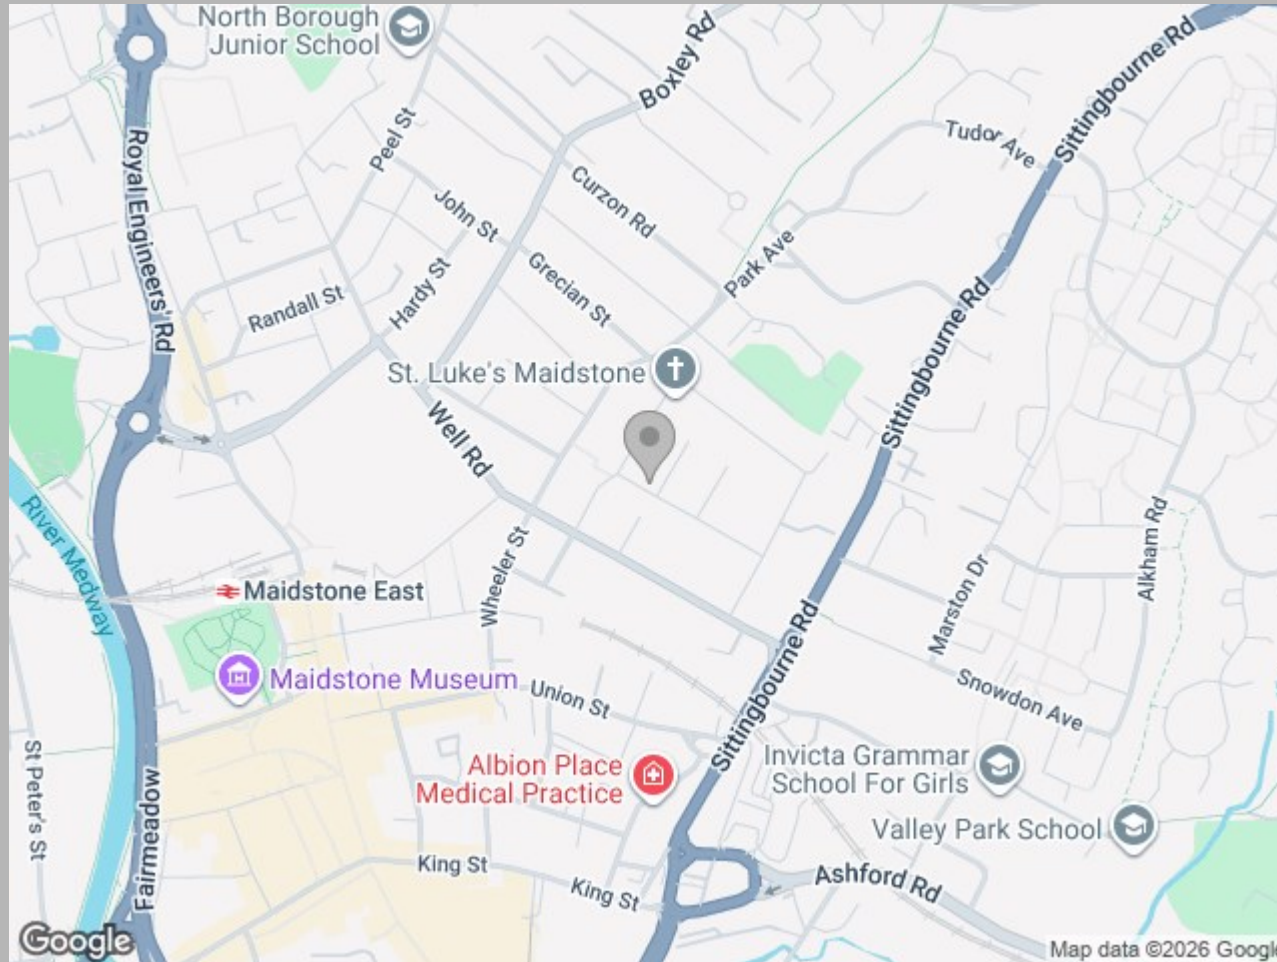 North Borough
Junior School
Boxley Rd
Sittingbourne Rd
Peel St
Tudor Ave
Royal Engineers' Rd
Curzon Rd
John St
Park Ave
Grecian St
Hardy St
Randall St
Sittingbourne Rd
St. Luke's Maidstone
Well Rd
River Medway
Wheeler St
Alkham Rd
Maidstone East
Marston Dr
Sittingbourne Rd
Maidstone Museum
Union St
Snowdon Ave
St Peter's St
Fairmeadow
Albion Place
Medical Practice
Invicta Grammar
School For Girls
Valley Park School
King St
King St
Ashford Rd
Google
Map data ©2026 Google